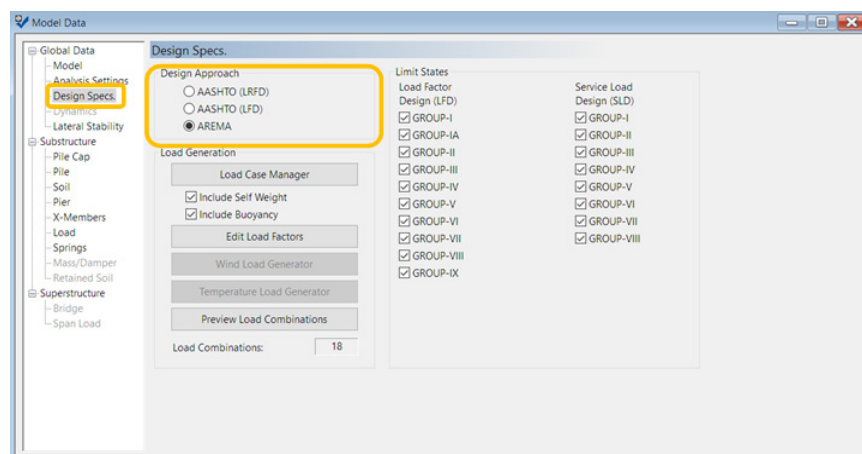 Model Data
Global Data
Model
Analysis Settings
Design Specs.
Dynamics
Lateral Stability
Substructure
Pile Cap
Pile
Soil
Pier
X-Members
Load
Springs
Mass/Damper
Retained Soil
Superstructure
Bridge
Span Load
Design Specs.
Design Approach
AASHTO (LRFD)
AASHTO (LFD)
AREMA
Load Generation
Load Case Manager
Include Self Weight
Include Buoyancy
Edit Load Factors
Wind Load Generator
Temperature Load Generator
Preview Load Combinations
Load Combinations: 18
Limit States
Load Factor
Design (LFD)
GROUP-I
GROUP-IA
GROUP-II
GROUP-III
GROUP-IV
GROUP-V
GROUP-VI
GROUP-VII
GROUP-VIII
GROUP-IX
Service Load
Design (SLD)
GROUP-I
GROUP-II
GROUP-III
GROUP-IV
GROUP-V
GROUP-VI
GROUP-VII
GROUP-VIII